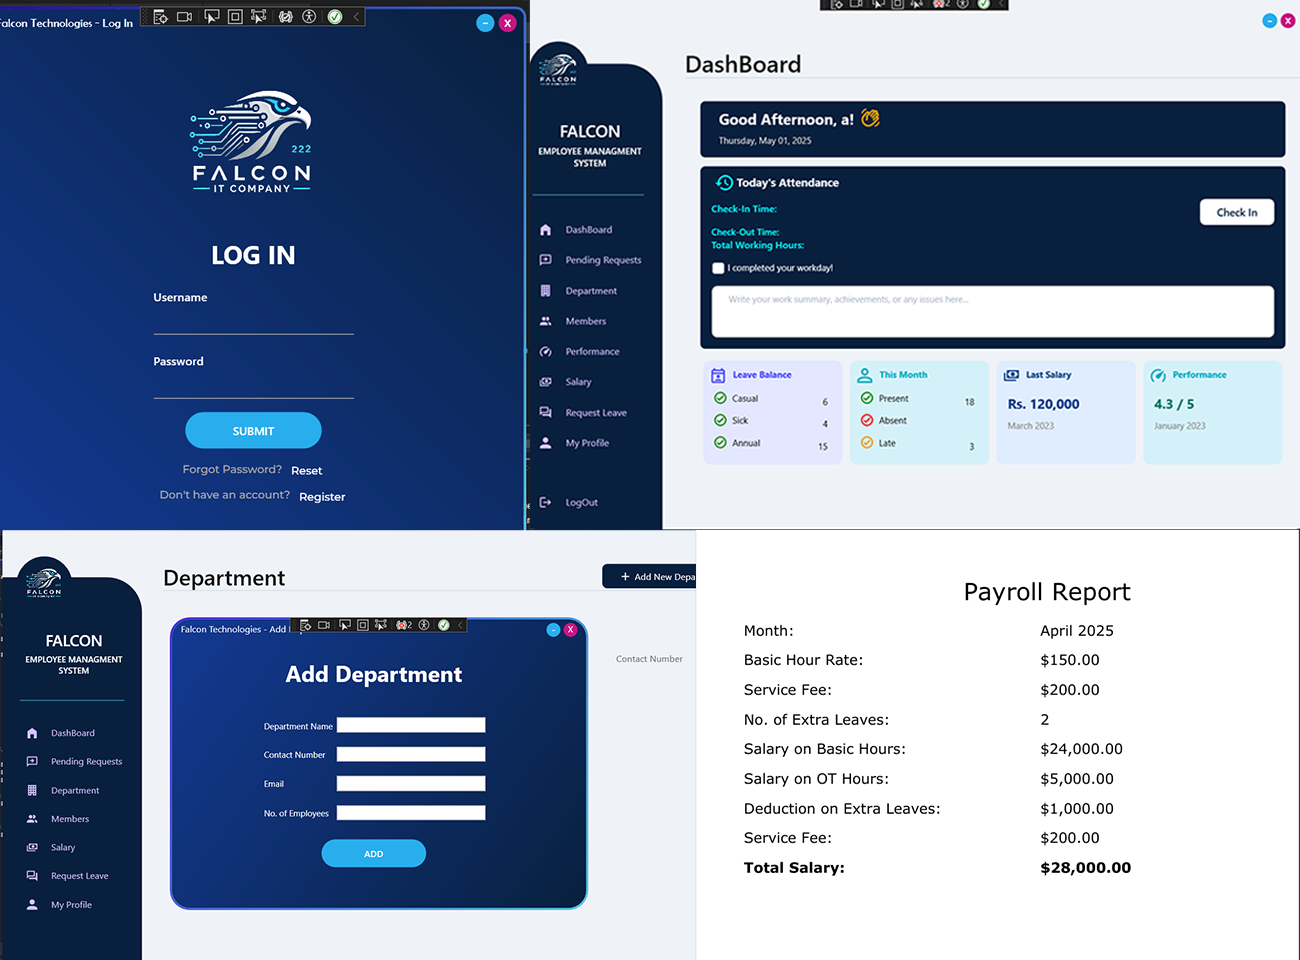 Falcon Technologies - Log In
X
222
FALCON
IT COMPANY
LOG IN
Username
Password
SUBMIT
Forgot Password? Reset
Don't have an account? Register
X
FALCON
DashBoard
FALCON
EMPLOYEE MANAGMENT
SYSTEM
DashBoard
Pending Requests
Department
Members
Performance
Salary
Request Leave
My Profile
LogOut
Good Afternoon, a!
Thursday, May 01, 2025
Today's Attendance
Check-In Time:
Check In
Check-Out Time:
Total Working Hours:
I completed your workday!
Write your work summary, achievements, or any issues here...
Leave Balance
Casual 6
Sick 4
Annual 15
This Month
Present 18
Absent
Late 3
Last Salary
Rs. 120,000
March 2023
Performance
4.3 / 5
January 2023
FALCON
FALCON
EMPLOYEE MANAGMENT
SYSTEM
DashBoard
Pending Requests
Department
Members
Salary
Request Leave
My Profile
Department
+ Add New Depa
Contact Number
Falcon Technologies - Add
2
X
Add Department
Department Name
Contact Number
Email
No. of Employees
ADD
Payroll Report
Month: April 2025
Basic Hour Rate: $150.00
Service Fee: $200.00
No. of Extra Leaves: 2
Salary on Basic Hours: $24,000.00
Salary on OT Hours: $5,000.00
Deduction on Extra Leaves: $1,000.00
Service Fee: $200.00
Total Salary: $28,000.00